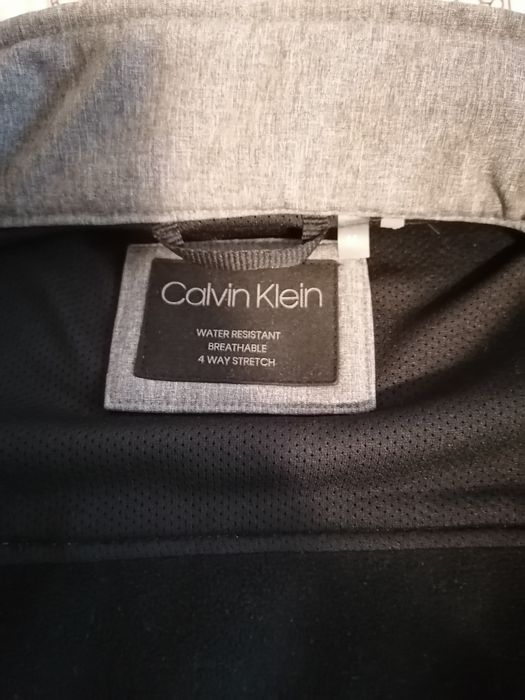 Calvin Klein
WATER RESISTANT
BREATHABLE
4 WAY STRETCH